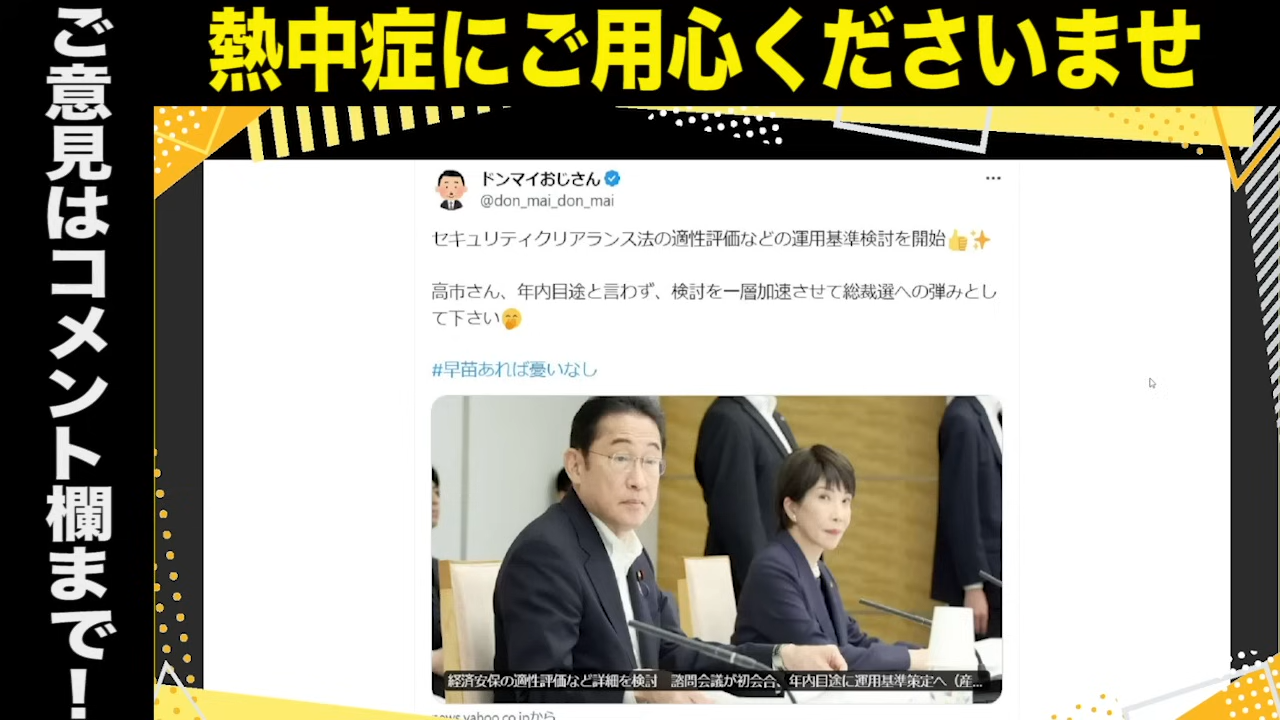 熱中症にご用心くださいませ
ご意見はコメント欄まで！
ドンマイおじさん
@don_mai_don_mai
セキュリティクリアランス法の適性評価などの運用基準検討を開始👍✨
高市さん、年内目途と言わず、検討を一層加速させて総裁選への弾みとし
て下さい🤭
#早苗あれば憂いなし
経済安保の適性評価など詳細を検討　諮問会議が初会合、年内目途に運用基準策定へ（産...
news.yahoo.co.jpから